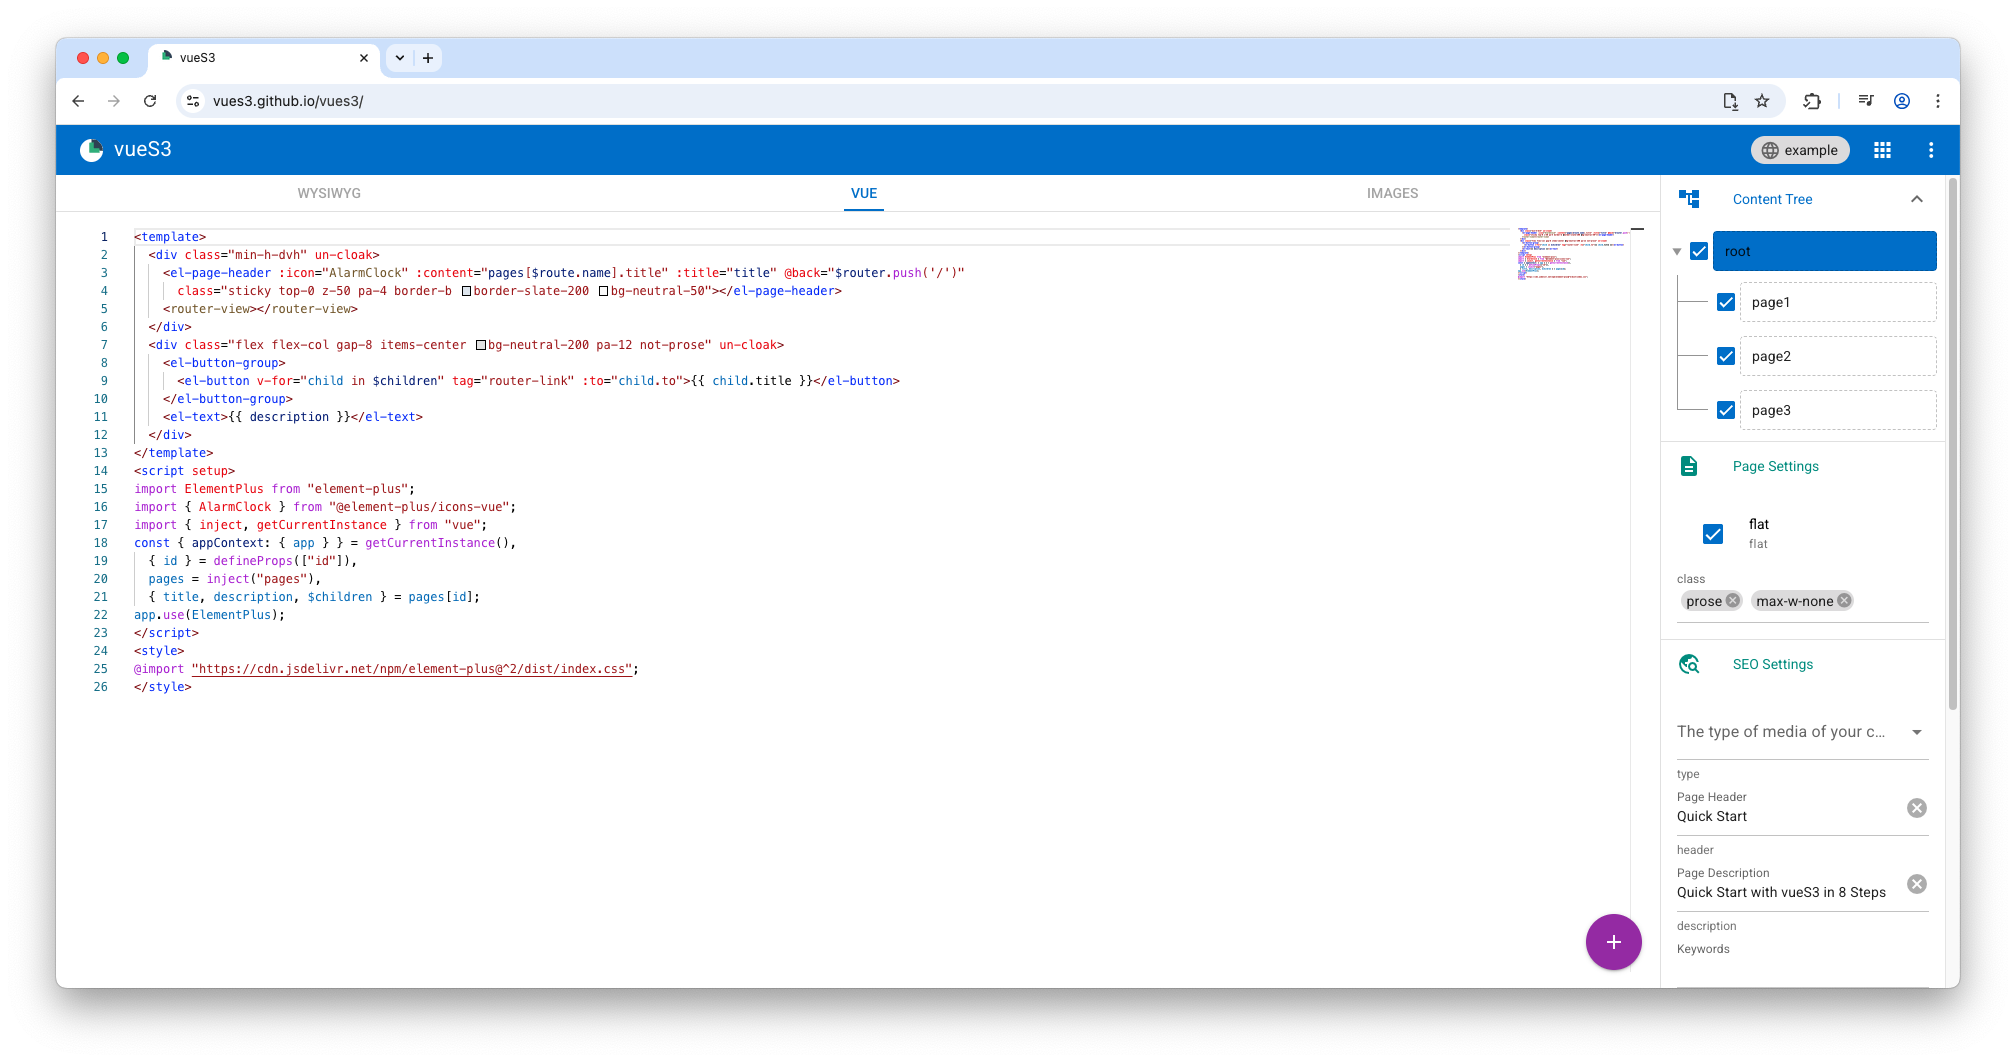 vueS3
vues3.github.io/vues3/
vueS3
example
WYSIWYG
VUE
IMAGES
1 <template>
2 <div class="min-h-dvh" un-cloak>
3 <el-page-header :icon="AlarmClock" :content="pages[$route.name].title" :title="title" @back="$router.push('/')"
4 class="sticky top-0 z-50 pa-4 border-b border-slate-200 bg-neutral-50"></el-page-header>
5 <router-view></router-view>
6 </div>
7 <div class="flex flex-col gap-8 items-center bg-neutral-200 pa-12 not-prose" un-cloak>
8 <el-button-group>
9 <el-button v-for="child in $children" tag="router-link" :to="child.to">{{ child.title }}</el-button>
10 </el-button-group>
11 <el-text>{{ description }}</el-text>
12 </div>
13 </template>
14 <script setup>
15 import ElementPlus from "element-plus";
16 import { AlarmClock } from "@element-plus/icons-vue";
17 import { inject, getCurrentInstance } from "vue";
18 const { appContext: { app } } = getCurrentInstance(),
19 { id } = defineProps(["id"]),
20 pages = inject("pages"),
21 { title, description, $children } = pages[id];
22 app.use(ElementPlus);
23 </script>
24 <style>
25 @import "https://cdn.jsdelivr.net/npm/element-plus@^2/dist/index.css";
26 </style>
Content Tree
root
page1
page2
page3
Page Settings
flat
flat
class
prose
max-w-none
SEO Settings
The type of media of your c...
type
Page Header
Quick Start
header
Page Description
Quick Start with vueS3 in 8 Steps
description
Keywords